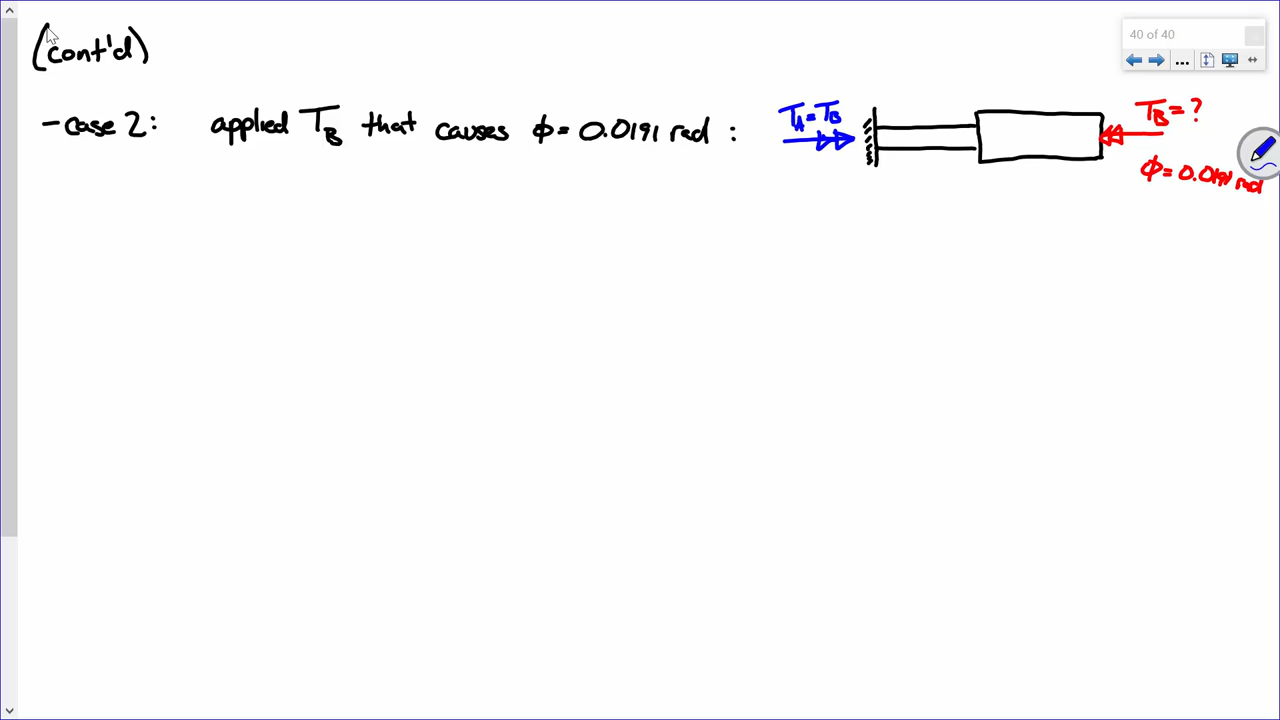 (cont'd)
40 of 40
- case 2: applied T_B that causes ϕ = 0.0191 rad :
T_A = T_B
T_B = ?
ϕ = 0.0191 rad